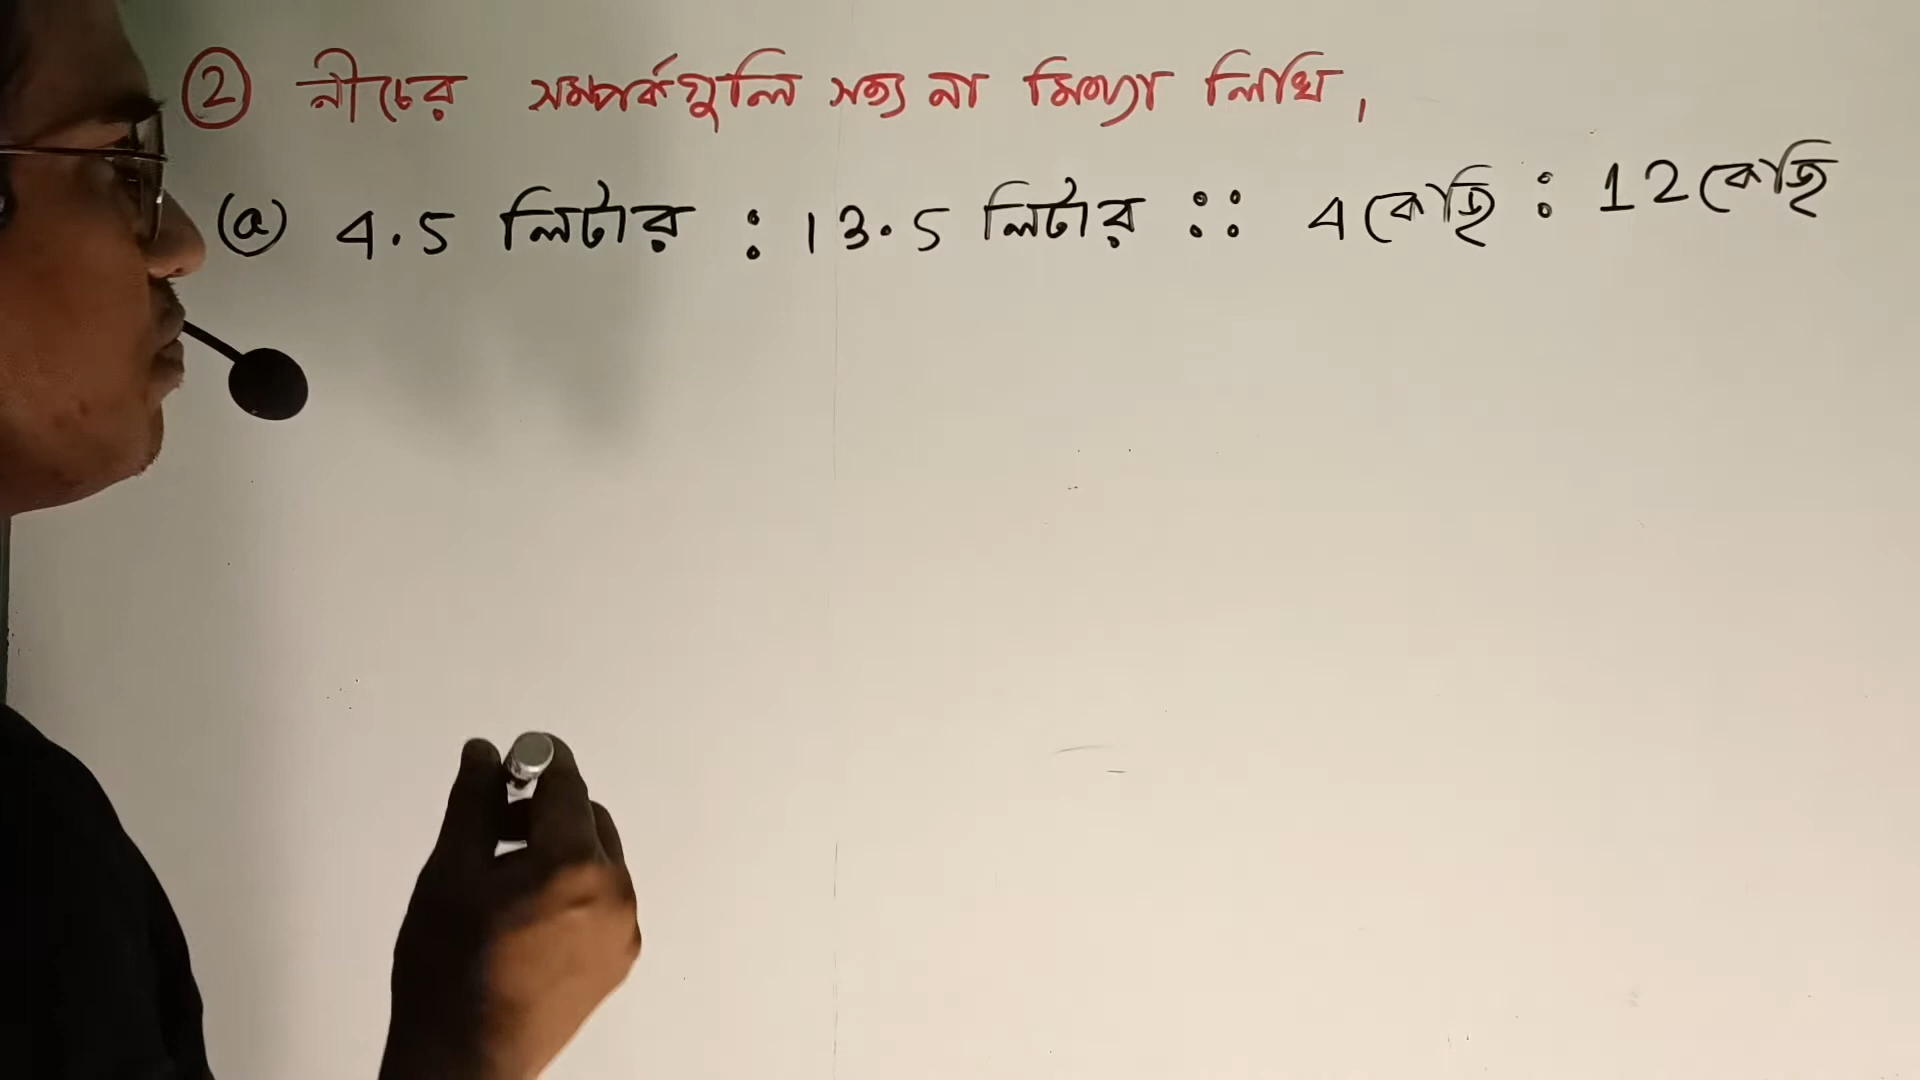 ② নীচের সম্পর্কগুলি সত্য না মিথ্যা লিখি,
(a) 4.5 লিটার : 13.5 লিটার :: 4 কেজি : 12 কেজি